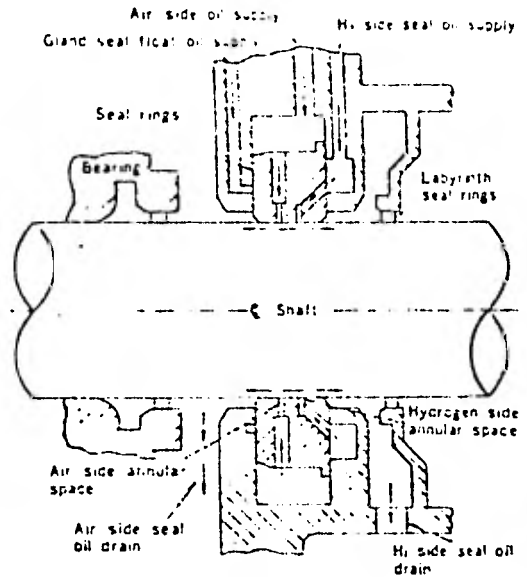 Air side oil supply
H₂ side seal oil supply
Gland seal float oil supply
Seal rings
Bearing
Labyrinth
seal rings
℄ Shaft
Hydrogen side
annular space
Air side annular
space
Air side seal
oil drain
H₂ side seal oil
drain